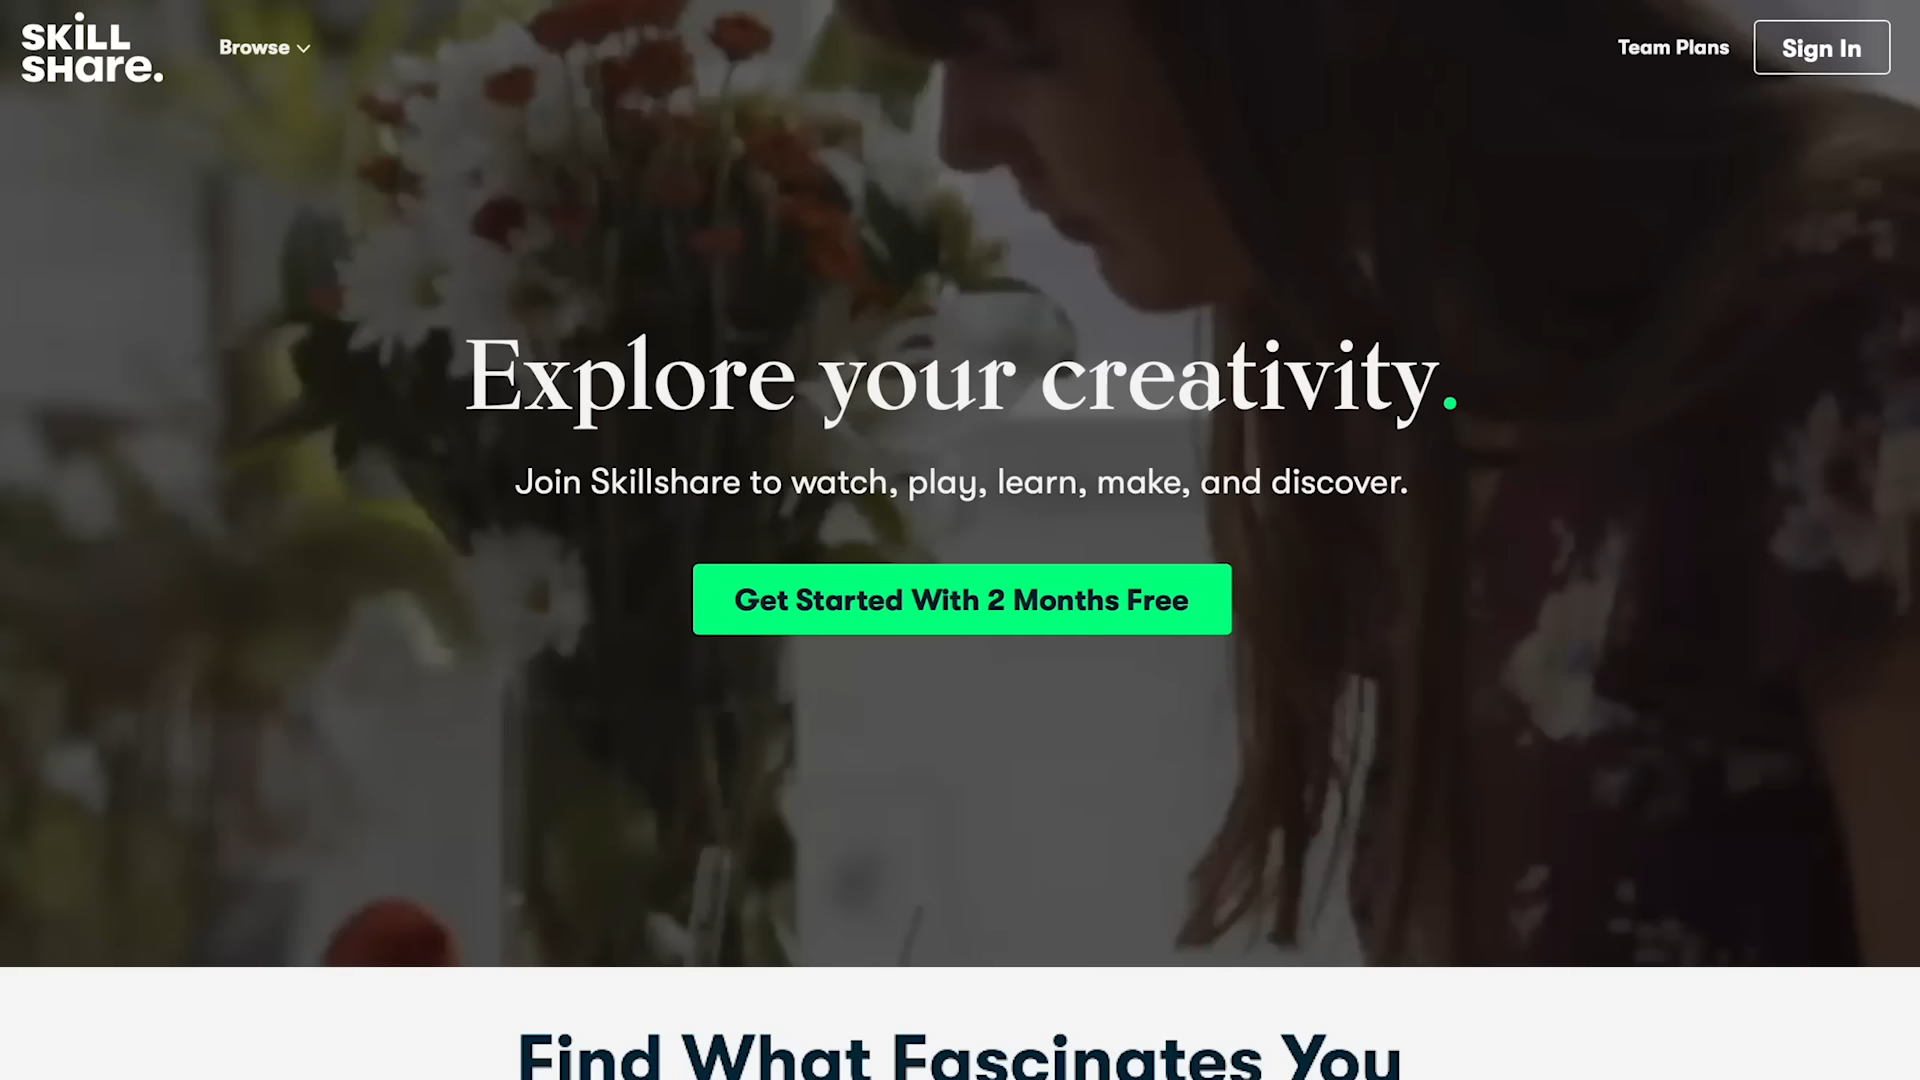 SKILL
SHare.
Browse
Team Plans
Sign In
Explore your creativity.
Join Skillshare to watch, play, learn, make, and discover.
Get Started With 2 Months Free
Find What Fascinates You